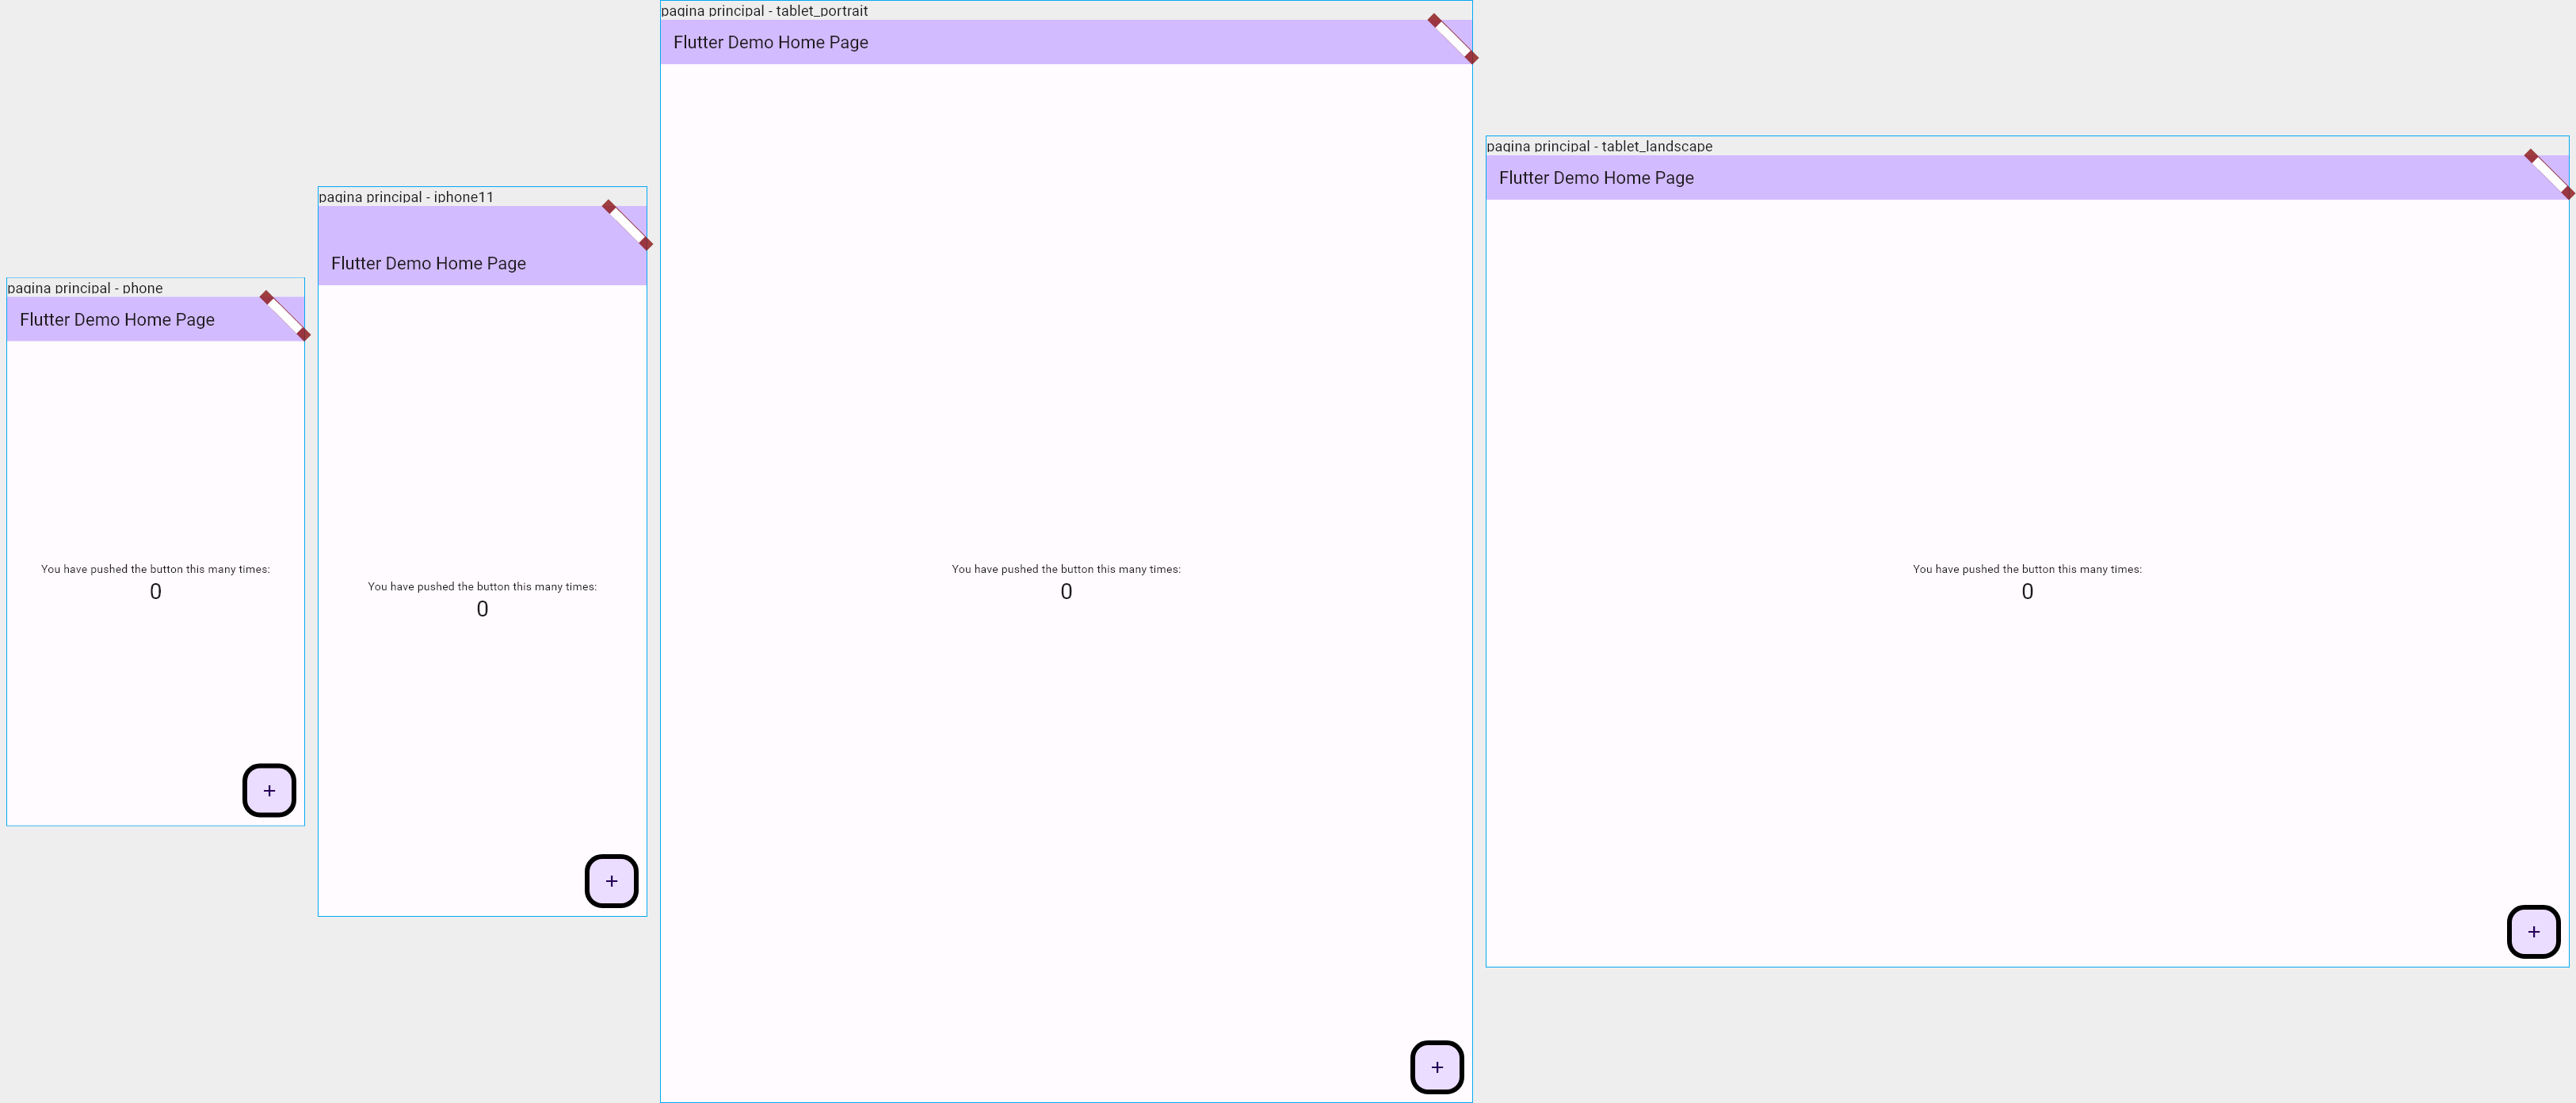 pagina principal - phone
Flutter Demo Home Page
You have pushed the button this many times:
0
+
pagina principal - iphone11
Flutter Demo Home Page
You have pushed the button this many times:
0
+
pagina principal - tablet_portrait
Flutter Demo Home Page
You have pushed the button this many times:
0
+
pagina principal - tablet_landscape
Flutter Demo Home Page
You have pushed the button this many times:
0
+